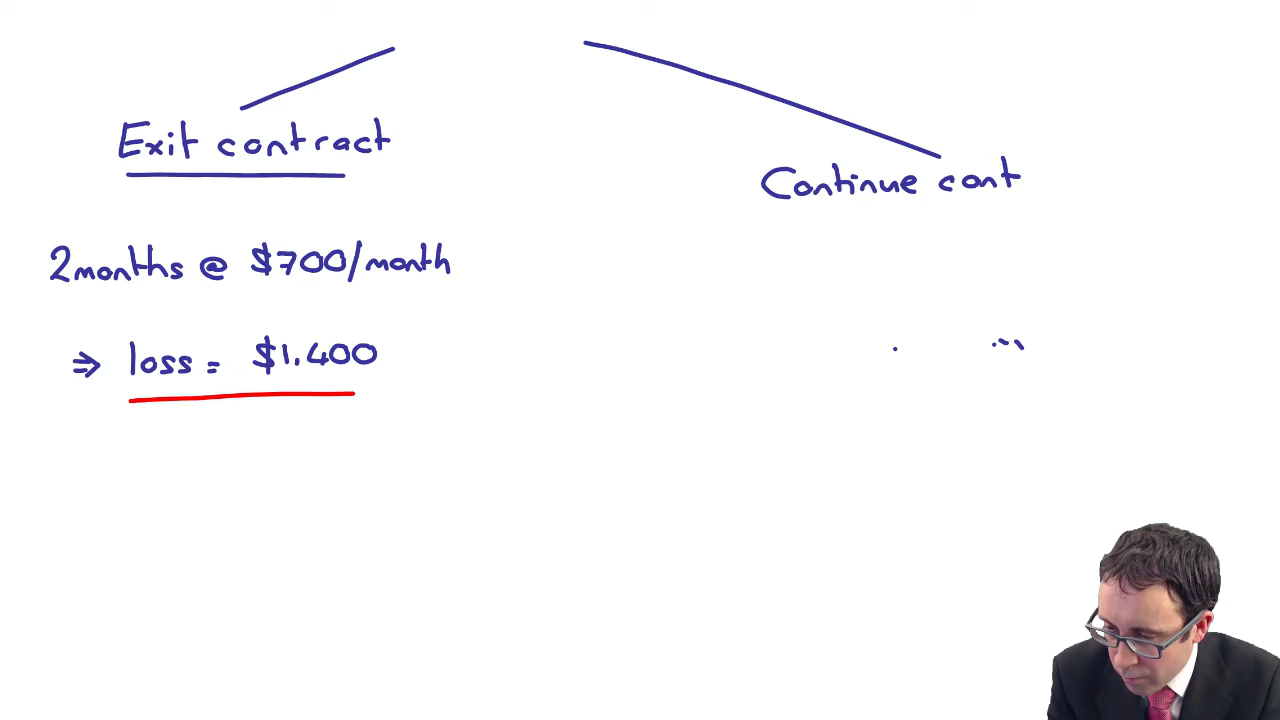 Exit contract
Continue cont
2months @ $700/month
⇒ loss = $1,400